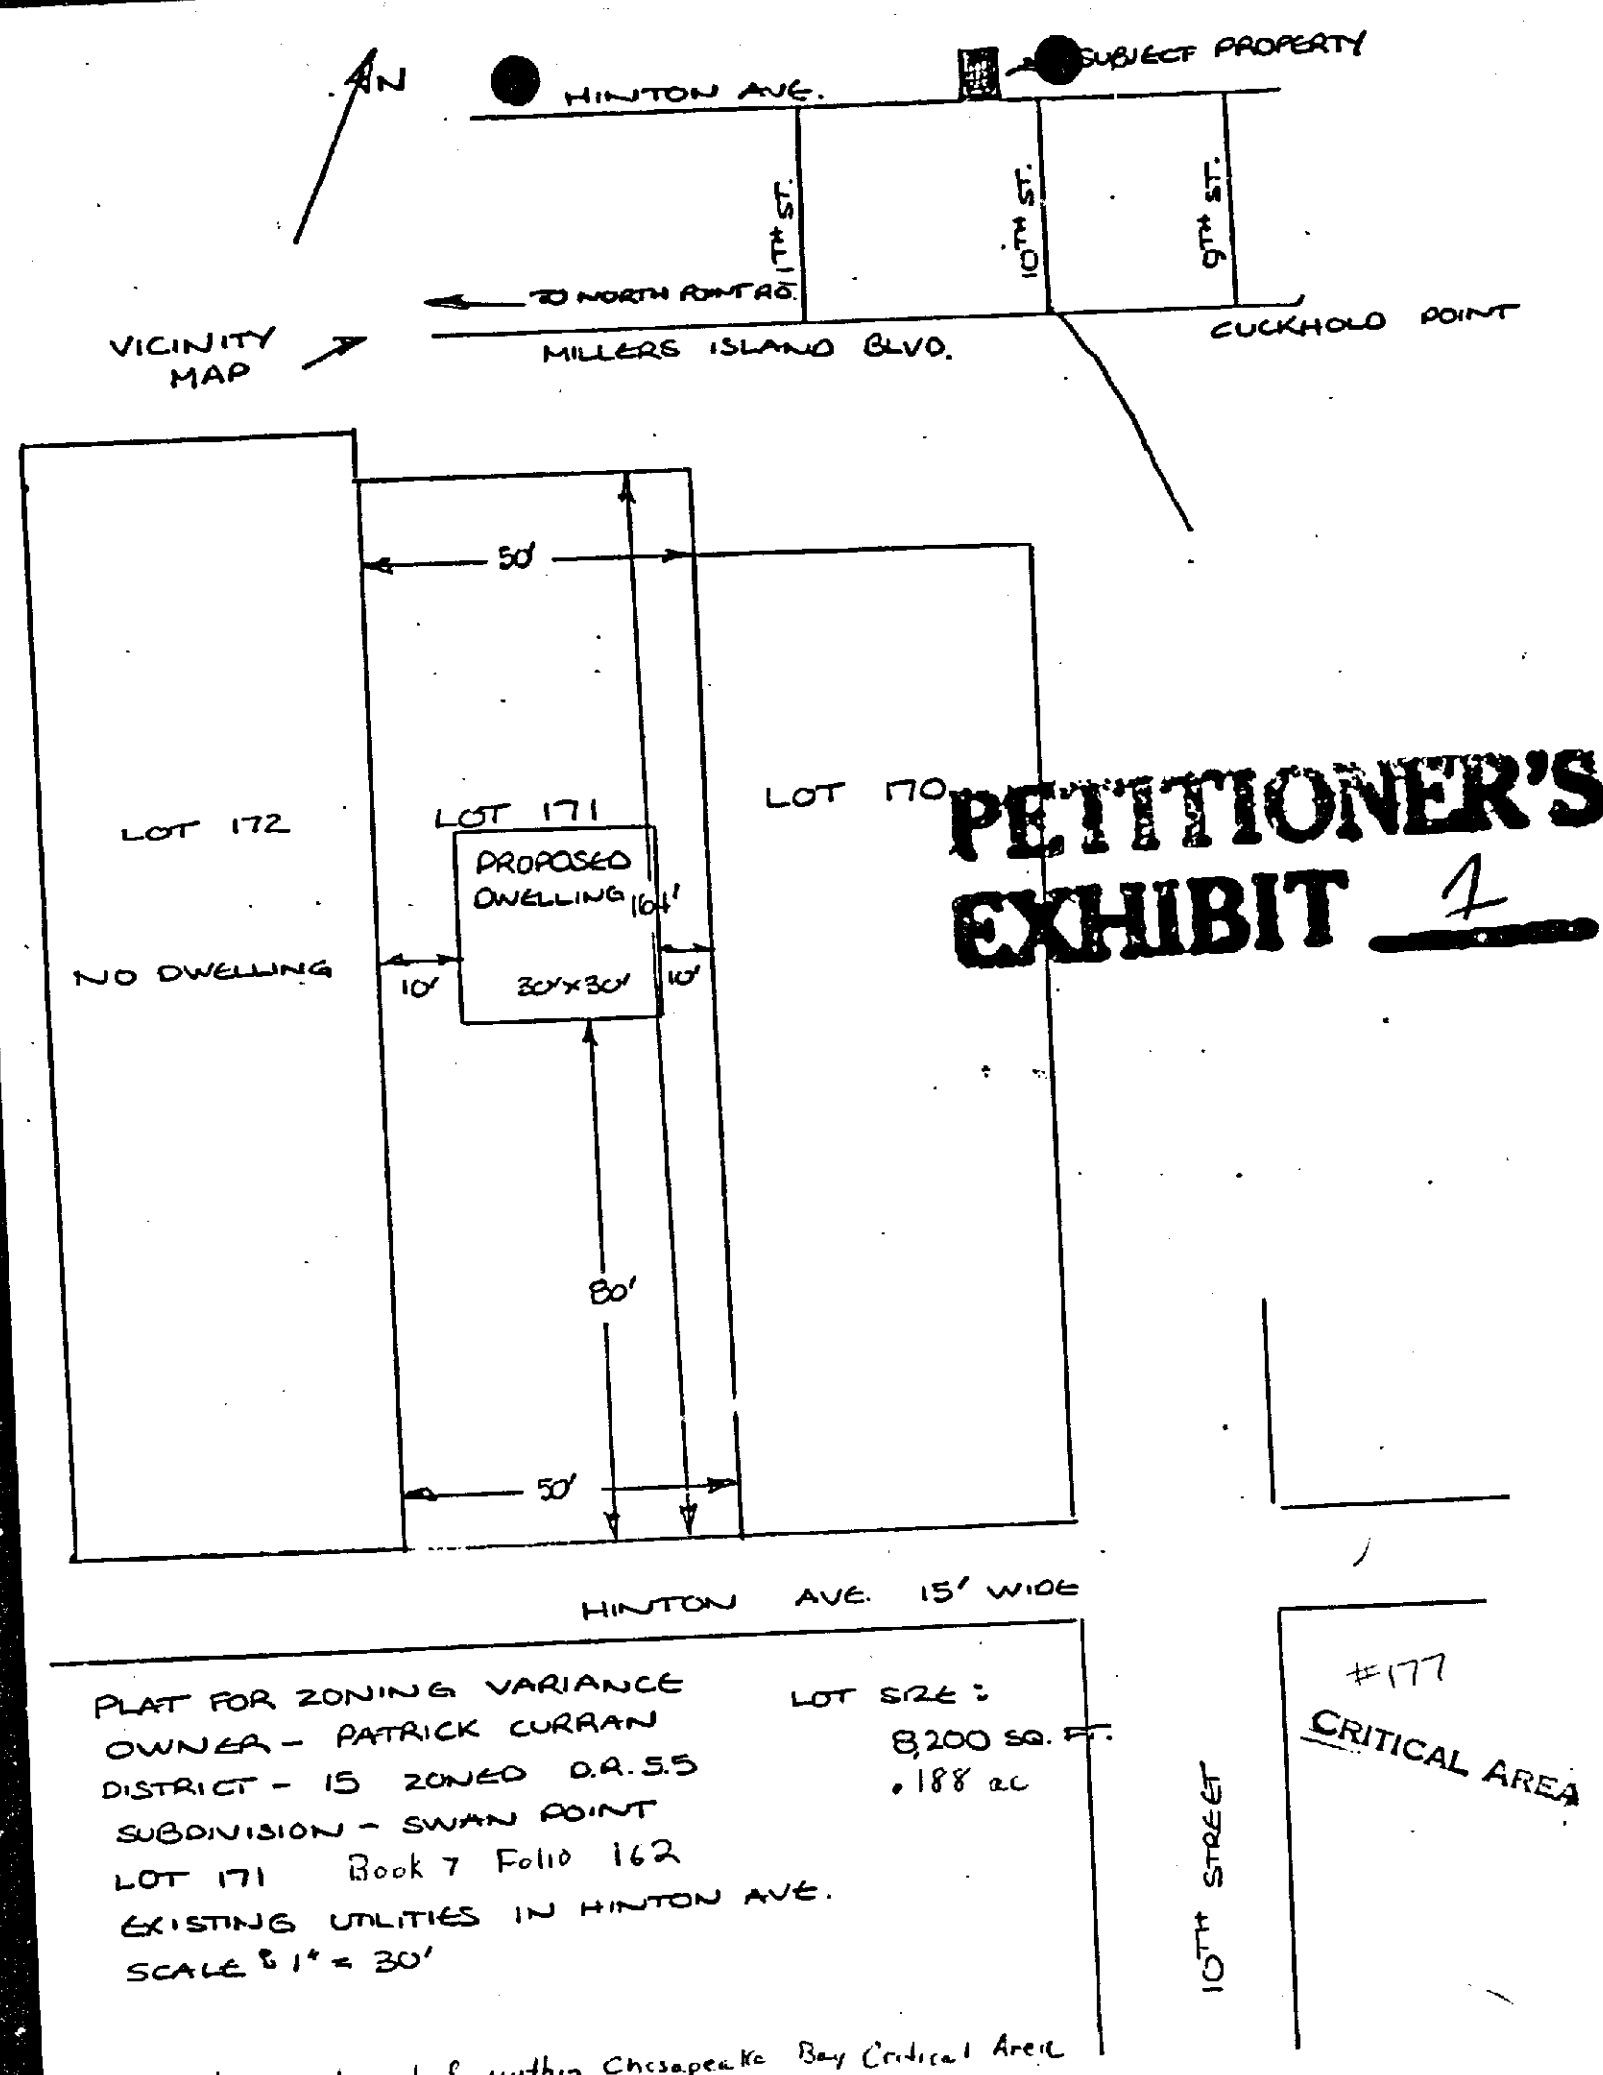 N
HINTON AVE.
SUBJECT PROPERTY
11TH ST.
10TH ST.
9TH ST.
TO NORTH POINT RD.
MILLERS ISLAND BLVD.
CUCKHOLD POINT
VICINITY
MAP
50'
LOT 172
LOT 171
LOT 170
PETITIONER'S
EXHIBIT 1
PROPOSED
DWELLING
164'
NO DWELLING
10'
30'x30'
10'
80'
50'
HINTON AVE. 15' WIDE
PLAT FOR ZONING VARIANCE
OWNER - PATRICK CURRAN
DISTRICT - 15 ZONED D.R. 5.5
SUBDIVISION - SWAN POINT
LOT 171 Book 7 Folio 162
EXISTING UTILITIES IN HINTON AVE.
SCALE : 1" = 30'
LOT SIZE :
8,200 SQ. FT.
.188 ac
10TH STREET
#177
CRITICAL AREA
within Chesapeake Bay Critical Area